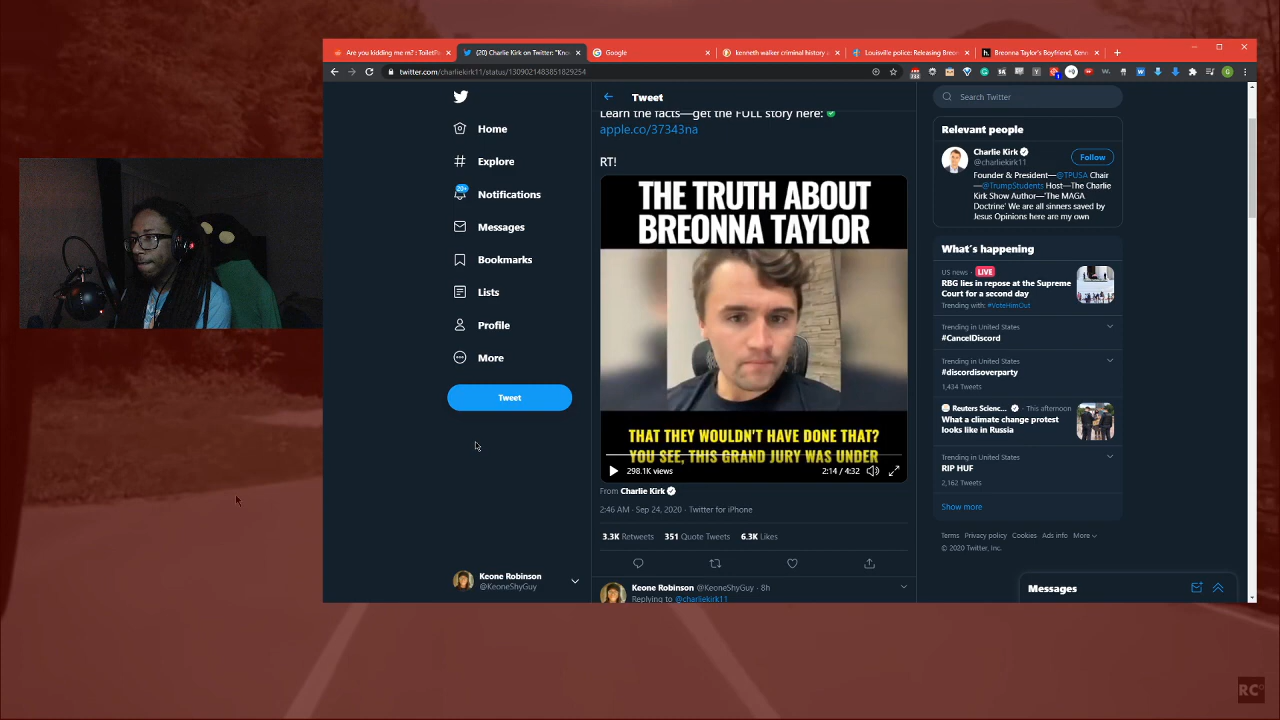 Are you kidding me rn? : ToiletPa
(20) Charlie Kirk on Twitter: "Kno
Google
kenneth walker criminal history a
Louisville police: Releasing Breon
Breonna Taylor's Boyfriend, Kenn
twitter.com/charliekirk11/status/1309021483851829254
Home
Explore
20+
Notifications
Messages
Bookmarks
Lists
Profile
More
Tweet
Keone Robinson
@KeoneShyGuy
Tweet
Learn the facts—get the FULL story here:
apple.co/37343na
RT!
THE TRUTH ABOUT
BREONNA TAYLOR
THAT THEY WOULDN'T HAVE DONE THAT?
YOU SEE, THIS GRAND JURY WAS UNDER
298.1K views
2:14 / 4:32
From Charlie Kirk
2:46 AM · Sep 24, 2020 · Twitter for iPhone
3.3K Retweets 351 Quote Tweets 6.3K Likes
Keone Robinson @KeoneShyGuy · 8h
Replying to @charliekirk11
Search Twitter
Relevant people
Charlie Kirk
@charliekirk11
Follow
Founder & President—@TPUSA Chair
—@TrumpStudents Host—The Charlie
Kirk Show Author—'The MAGA
Doctrine' We are all sinners saved by
Jesus Opinions here are my own
What's happening
US news · LIVE
RBG lies in repose at the Supreme
Court for a second day
Trending with: #VoteHimOut
Trending in United States
#CancelDiscord
Trending in United States
#discordisoverparty
1,434 Tweets
Reuters Scienc... · This afternoon
What a climate change protest
looks like in Russia
Trending in United States
RIP HUF
2,162 Tweets
Show more
Terms Privacy policy Cookies Ads info More
© 2020 Twitter, Inc.
Messages
RC